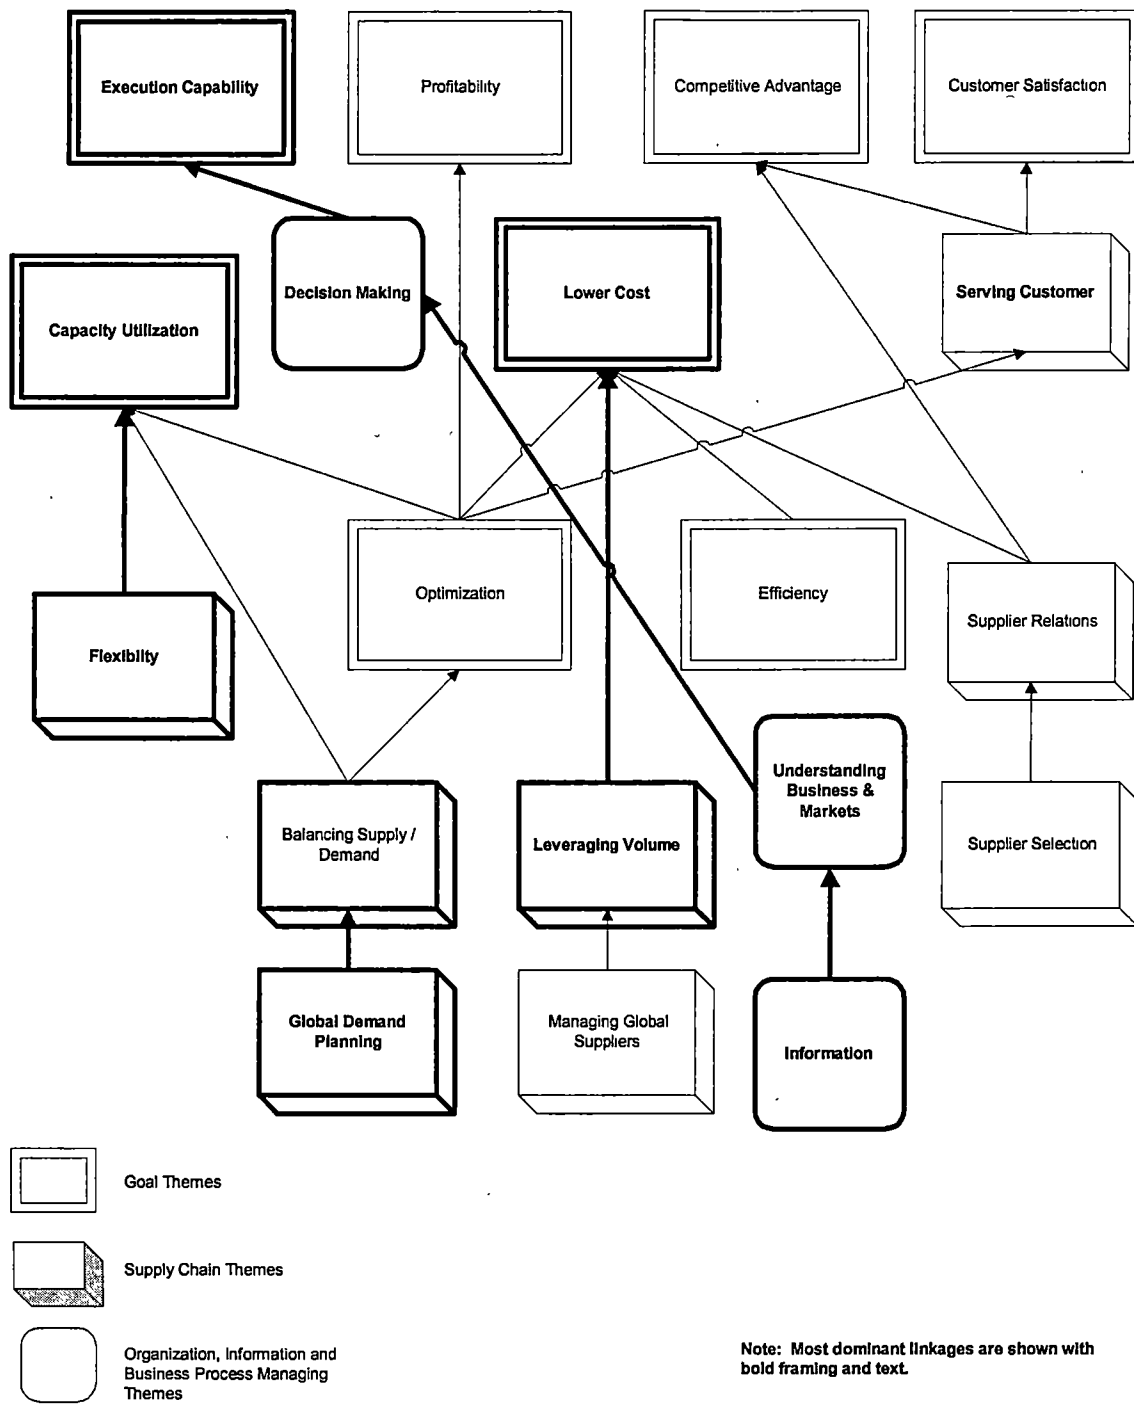 Execution Capability
Profitability
Competitive Advantage
Customer Satisfaction
Decision Making
Lower Cost
Serving Customer
Capacity Utilization
Optimization
Efficiency
Supplier Relations
Flexibilty
Understanding
Business &
Markets
Balancing Supply /
Demand
Leveraging Volume
Supplier Selection
Global Demand
Planning
Managing Global
Suppliers
Information
Goal Themes
Supply Chain Themes
Organization, Information and
Business Process Managing
Themes
Note:  Most dominant linkages are shown with
bold framing and text.